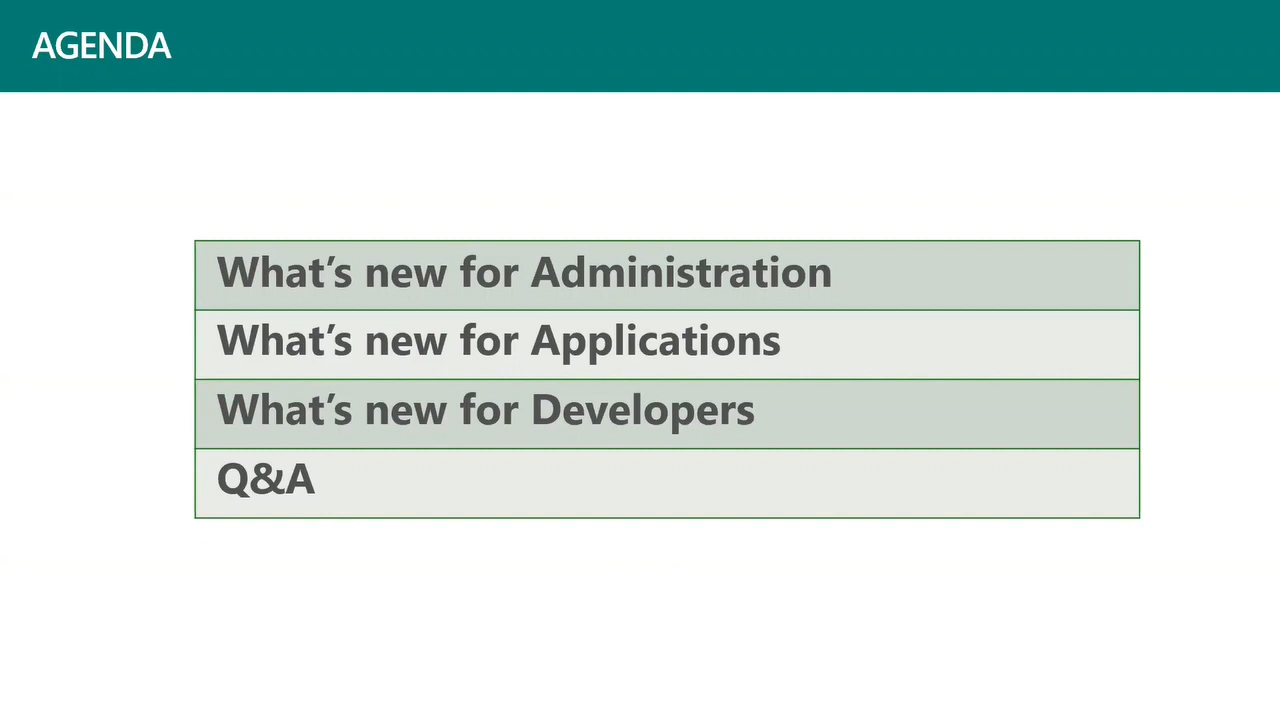 AGENDA
What’s new for Administration
What’s new for Applications
What’s new for Developers
Q&A